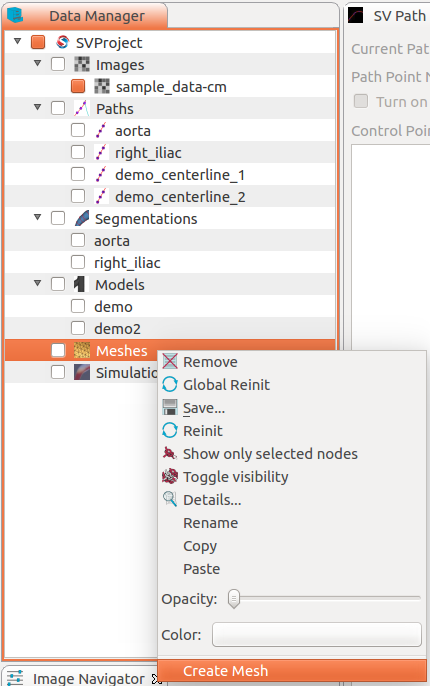 Data Manager
SV Path
SVProject
Images
sample_data-cm
Paths
aorta
right_iliac
demo_centerline_1
demo_centerline_2
Segmentations
aorta
right_iliac
Models
demo
demo2
Meshes
Simulatio
Current Pat
Path Point N
Turn on
Control Poin
Remove
Global Reinit
Save...
Reinit
Show only selected nodes
Toggle visibility
Details...
Rename
Copy
Paste
Opacity:
Color:
Create Mesh
Image Navigator